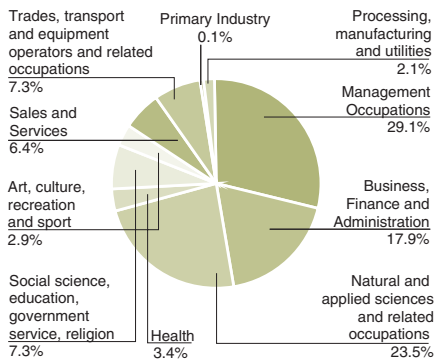 Trades, transport
and equipment
operators and related
occupations
7.3%
Primary Industry
0.1%
Processing,
manufacturing
and utilities
2.1%
Management
Occupations
29.1%
Sales and
Services
6.4%
Art, culture,
recreation
and sport
2.9%
Business,
Finance and
Administration
17.9%
Social science,
education,
government
service, religion
7.3%
Health
3.4%
Natural and
applied sciences
and related
occupations
23.5%